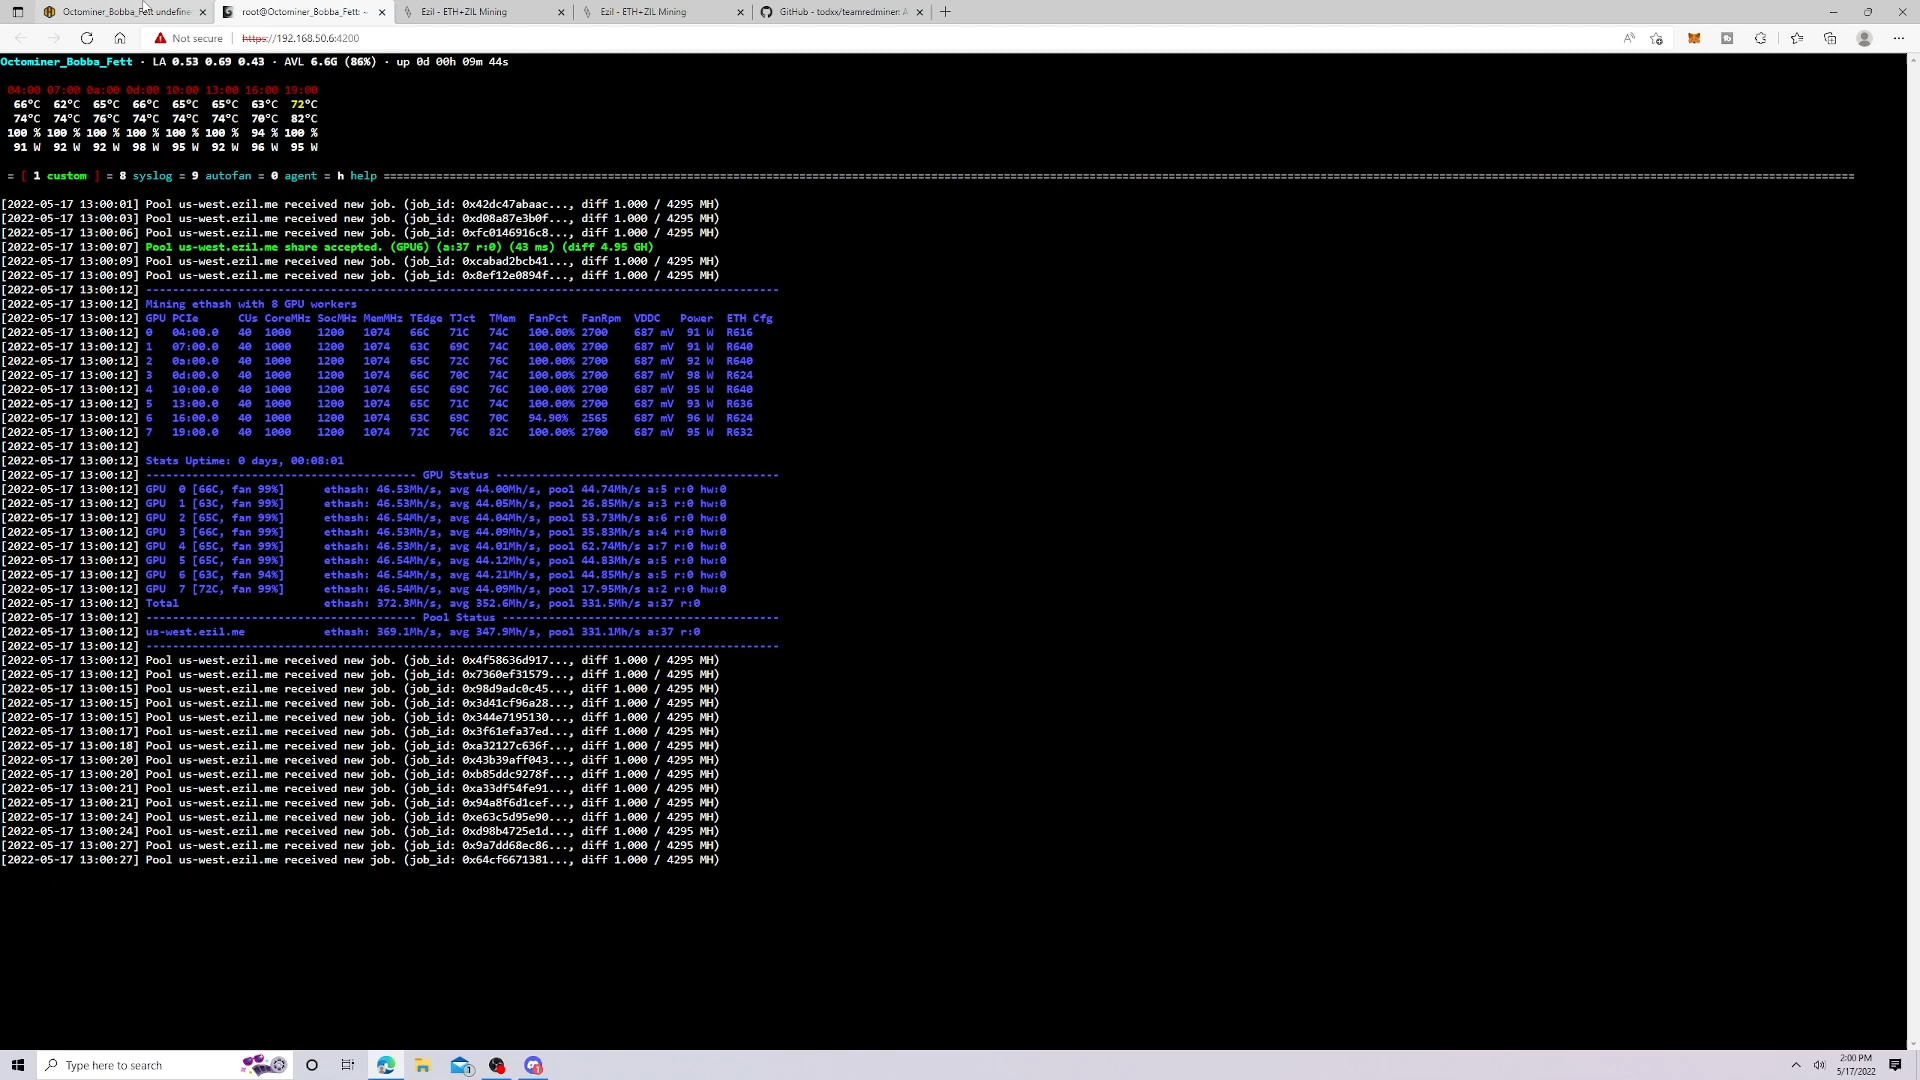 Octominer_Bobba_Fett undefine
root@Octominer_Bobba_Fett: ~
Ezil - ETH+ZIL Mining
Ezil - ETH+ZIL Mining
GitHub - todxx/teamredminer: A
Not secure
https://192.168.50.6:4200
Octominer_Bobba_Fett · LA 0.53 0.69 0.43 · AVL 6.6G (86%) · up 0d 00h 09m 44s
04:00 07:00 0a:00 0d:00 10:00 13:00 16:00 19:00
66°C 62°C 65°C 66°C 65°C 65°C 63°C 72°C
74°C 74°C 76°C 74°C 74°C 74°C 70°C 82°C
100 % 100 % 100 % 100 % 100 % 100 % 94 % 100 %
91 W 92 W 92 W 98 W 95 W 92 W 96 W 95 W
= [ 1 custom ] = 8 syslog = 9 autofan = 0 agent = h help
[2022-05-17 13:00:01] Pool us-west.ezil.me received new job. (job_id: 0x42dc47abaac..., diff 1.000 / 4295 MH)
[2022-05-17 13:00:03] Pool us-west.ezil.me received new job. (job_id: 0xd08a87e3b0f..., diff 1.000 / 4295 MH)
[2022-05-17 13:00:06] Pool us-west.ezil.me received new job. (job_id: 0xfc0146916c8..., diff 1.000 / 4295 MH)
[2022-05-17 13:00:07] Pool us-west.ezil.me share accepted. (GPU6) (a:37 r:0) (43 ms) (diff 4.95 GH)
[2022-05-17 13:00:09] Pool us-west.ezil.me received new job. (job_id: 0xcabad2bcb41..., diff 1.000 / 4295 MH)
[2022-05-17 13:00:09] Pool us-west.ezil.me received new job. (job_id: 0x8ef12e0894f..., diff 1.000 / 4295 MH)
[2022-05-17 13:00:12]
[2022-05-17 13:00:12] Mining ethash with 8 GPU workers
[2022-05-17 13:00:12] GPU PCIe CUs CoreMHz SocMHz MemMHz TEdge TJct TMem FanPct FanRpm VDDC Power ETH Cfg
[2022-05-17 13:00:12] 0 04:00.0 40 1000 1200 1074 66C 71C 74C 100.00% 2700 687 mV 91 W R616
[2022-05-17 13:00:12] 1 07:00.0 40 1000 1200 1074 63C 69C 74C 100.00% 2700 687 mV 91 W R640
[2022-05-17 13:00:12] 2 0a:00.0 40 1000 1200 1074 65C 72C 76C 100.00% 2700 687 mV 92 W R640
[2022-05-17 13:00:12] 3 0d:00.0 40 1000 1200 1074 66C 70C 74C 100.00% 2700 687 mV 98 W R624
[2022-05-17 13:00:12] 4 10:00.0 40 1000 1200 1074 65C 69C 76C 100.00% 2700 687 mV 95 W R640
[2022-05-17 13:00:12] 5 13:00.0 40 1000 1200 1074 65C 71C 74C 100.00% 2700 687 mV 93 W R636
[2022-05-17 13:00:12] 6 16:00.0 40 1000 1200 1074 63C 69C 70C 94.90% 2565 687 mV 96 W R624
[2022-05-17 13:00:12] 7 19:00.0 40 1000 1200 1074 72C 76C 82C 100.00% 2700 687 mV 95 W R632
[2022-05-17 13:00:12]
[2022-05-17 13:00:12] Stats Uptime: 0 days, 00:08:01
[2022-05-17 13:00:12] GPU Status
[2022-05-17 13:00:12] GPU 0 [66C, fan 99%] ethash: 46.53Mh/s, avg 44.00Mh/s, pool 44.74Mh/s a:5 r:0 hw:0
[2022-05-17 13:00:12] GPU 1 [63C, fan 99%] ethash: 46.53Mh/s, avg 44.05Mh/s, pool 26.85Mh/s a:3 r:0 hw:0
[2022-05-17 13:00:12] GPU 2 [65C, fan 99%] ethash: 46.54Mh/s, avg 44.04Mh/s, pool 53.73Mh/s a:6 r:0 hw:0
[2022-05-17 13:00:12] GPU 3 [66C, fan 99%] ethash: 46.53Mh/s, avg 44.09Mh/s, pool 35.83Mh/s a:4 r:0 hw:0
[2022-05-17 13:00:12] GPU 4 [65C, fan 99%] ethash: 46.53Mh/s, avg 44.01Mh/s, pool 62.74Mh/s a:7 r:0 hw:0
[2022-05-17 13:00:12] GPU 5 [65C, fan 99%] ethash: 46.54Mh/s, avg 44.12Mh/s, pool 44.83Mh/s a:5 r:0 hw:0
[2022-05-17 13:00:12] GPU 6 [63C, fan 94%] ethash: 46.54Mh/s, avg 44.21Mh/s, pool 44.85Mh/s a:5 r:0 hw:0
[2022-05-17 13:00:12] GPU 7 [72C, fan 99%] ethash: 46.54Mh/s, avg 44.09Mh/s, pool 17.95Mh/s a:2 r:0 hw:0
[2022-05-17 13:00:12] Total ethash: 372.3Mh/s, avg 352.6Mh/s, pool 331.5Mh/s a:37 r:0
[2022-05-17 13:00:12] Pool Status
[2022-05-17 13:00:12] us-west.ezil.me ethash: 369.1Mh/s, avg 347.9Mh/s, pool 331.1Mh/s a:37 r:0
[2022-05-17 13:00:12]
[2022-05-17 13:00:12] Pool us-west.ezil.me received new job. (job_id: 0x4f58636d917..., diff 1.000 / 4295 MH)
[2022-05-17 13:00:12] Pool us-west.ezil.me received new job. (job_id: 0x7360ef31579..., diff 1.000 / 4295 MH)
[2022-05-17 13:00:15] Pool us-west.ezil.me received new job. (job_id: 0x98d9adc0c45..., diff 1.000 / 4295 MH)
[2022-05-17 13:00:15] Pool us-west.ezil.me received new job. (job_id: 0x3d41cf96a28..., diff 1.000 / 4295 MH)
[2022-05-17 13:00:15] Pool us-west.ezil.me received new job. (job_id: 0x344e7195130..., diff 1.000 / 4295 MH)
[2022-05-17 13:00:17] Pool us-west.ezil.me received new job. (job_id: 0x3f61efa37ed..., diff 1.000 / 4295 MH)
[2022-05-17 13:00:18] Pool us-west.ezil.me received new job. (job_id: 0xa32127c636f..., diff 1.000 / 4295 MH)
[2022-05-17 13:00:20] Pool us-west.ezil.me received new job. (job_id: 0x43b39aff043..., diff 1.000 / 4295 MH)
[2022-05-17 13:00:20] Pool us-west.ezil.me received new job. (job_id: 0xb85ddc9278f..., diff 1.000 / 4295 MH)
[2022-05-17 13:00:21] Pool us-west.ezil.me received new job. (job_id: 0xa33df54fe91..., diff 1.000 / 4295 MH)
[2022-05-17 13:00:21] Pool us-west.ezil.me received new job. (job_id: 0x94a8f6d1cef..., diff 1.000 / 4295 MH)
[2022-05-17 13:00:24] Pool us-west.ezil.me received new job. (job_id: 0xe63c5d95e90..., diff 1.000 / 4295 MH)
[2022-05-17 13:00:24] Pool us-west.ezil.me received new job. (job_id: 0xd98b4725e1d..., diff 1.000 / 4295 MH)
[2022-05-17 13:00:27] Pool us-west.ezil.me received new job. (job_id: 0x9a7dd68ec86..., diff 1.000 / 4295 MH)
[2022-05-17 13:00:27] Pool us-west.ezil.me received new job. (job_id: 0x64cf6671381..., diff 1.000 / 4295 MH)
Type here to search
2:00 PM
5/17/2022